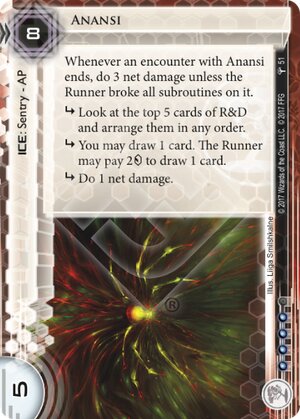 ANANSI
8
ICE: Sentry - AP
Whenever an encounter with Anansi
ends, do 3 net damage unless the
Runner broke all subroutines on it.
↳ Look at the top 5 cards of R&D
and arrange them in any order.
↳ You may draw 1 card. The Runner
may pay 2 to draw 1 card.
↳ Do 1 net damage.
51
© 2017 Wizards of the Coast LLC. © 2017 FFG
®
Illus. Liiga Smilshkalne
5